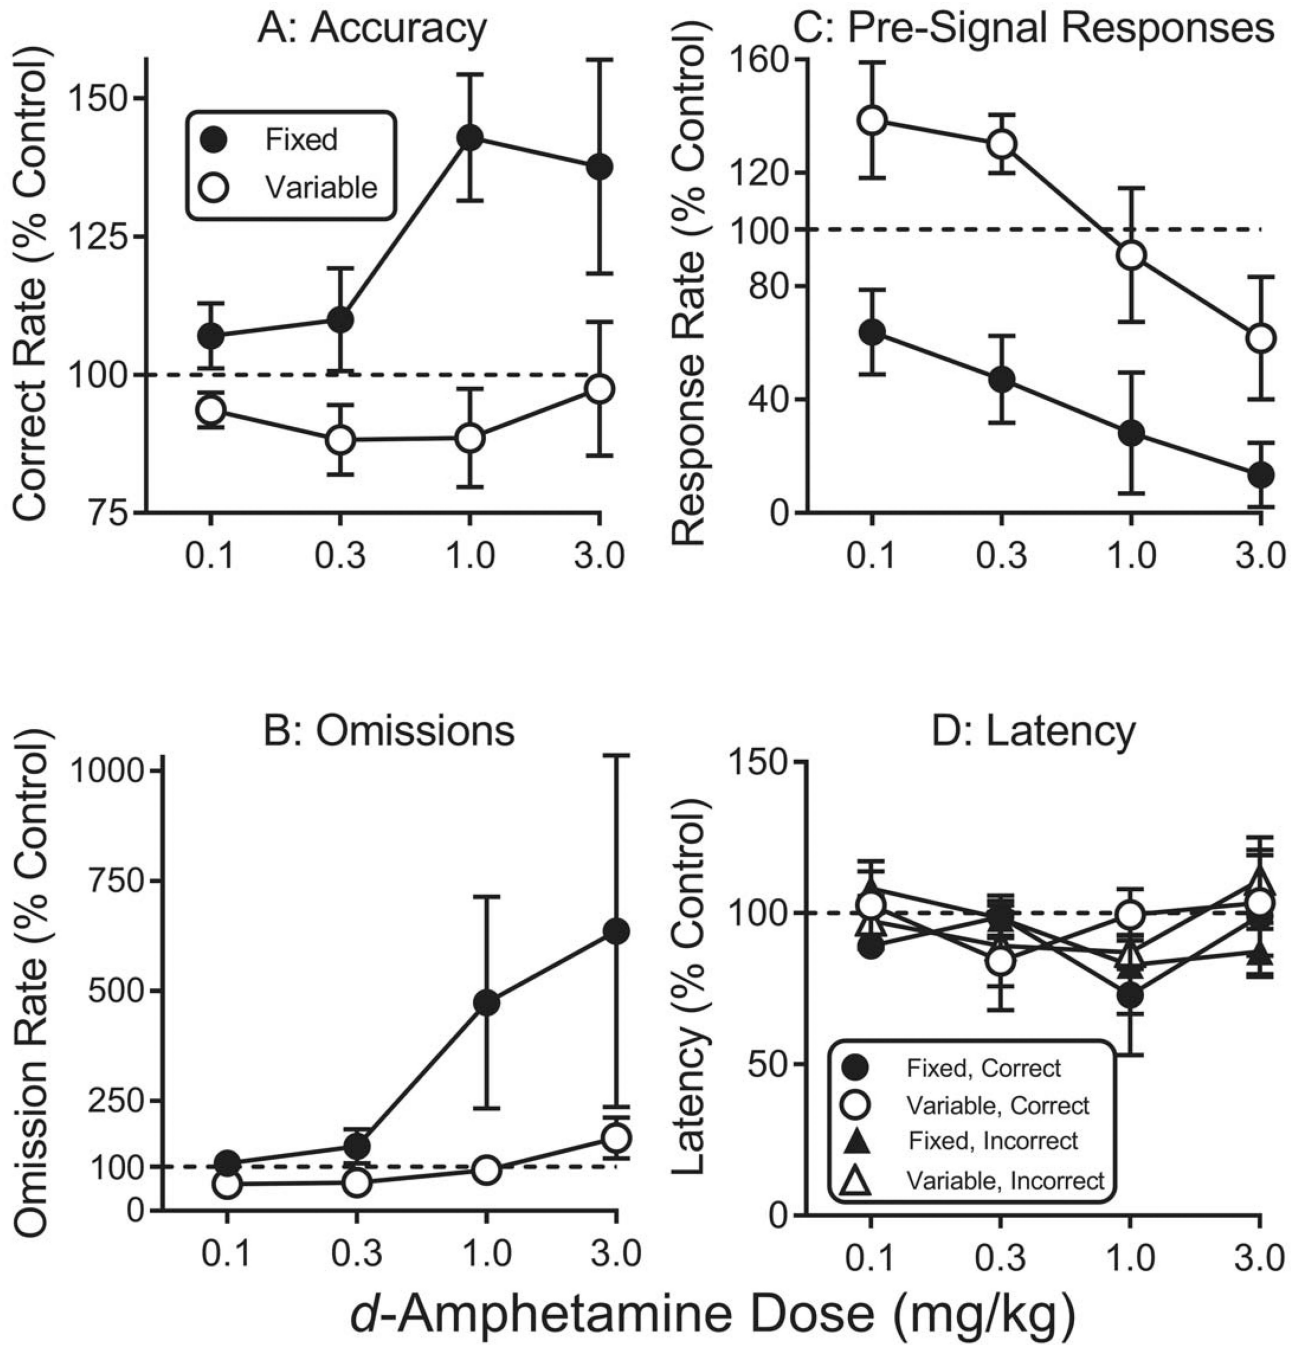 A: Accuracy
Correct Rate (% Control)
150
125
100
75
Fixed
Variable
0.1 0.3 1.0 3.0
C: Pre-Signal Responses
Response Rate (% Control)
160
120
100
80
40
0
0.1 0.3 1.0 3.0
B: Omissions
Omission Rate (% Control)
1000
750
500
250
100
0
0.1 0.3 1.0 3.0
D: Latency
Latency (% Control)
150
100
50
0
Fixed, Correct
Variable, Correct
Fixed, Incorrect
Variable, Incorrect
0.1 0.3 1.0 3.0
d-Amphetamine Dose (mg/kg)